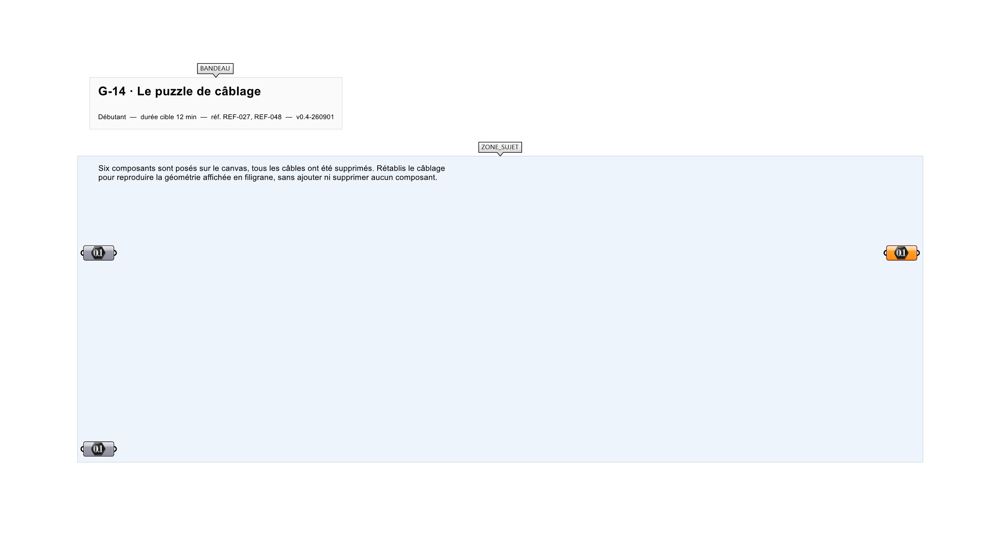 BANDEAU
G-14 · Le puzzle de câblage
Débutant — durée cible 12 min — réf. REF-027, REF-048 — v0.4-260901
ZONE_SUJET
Six composants sont posés sur le canvas, tous les câbles ont été supprimés. Rétablis le câblage
pour reproduire la géométrie affichée en filigrane, sans ajouter ni supprimer aucun composant.
0.1
0.1
0.1